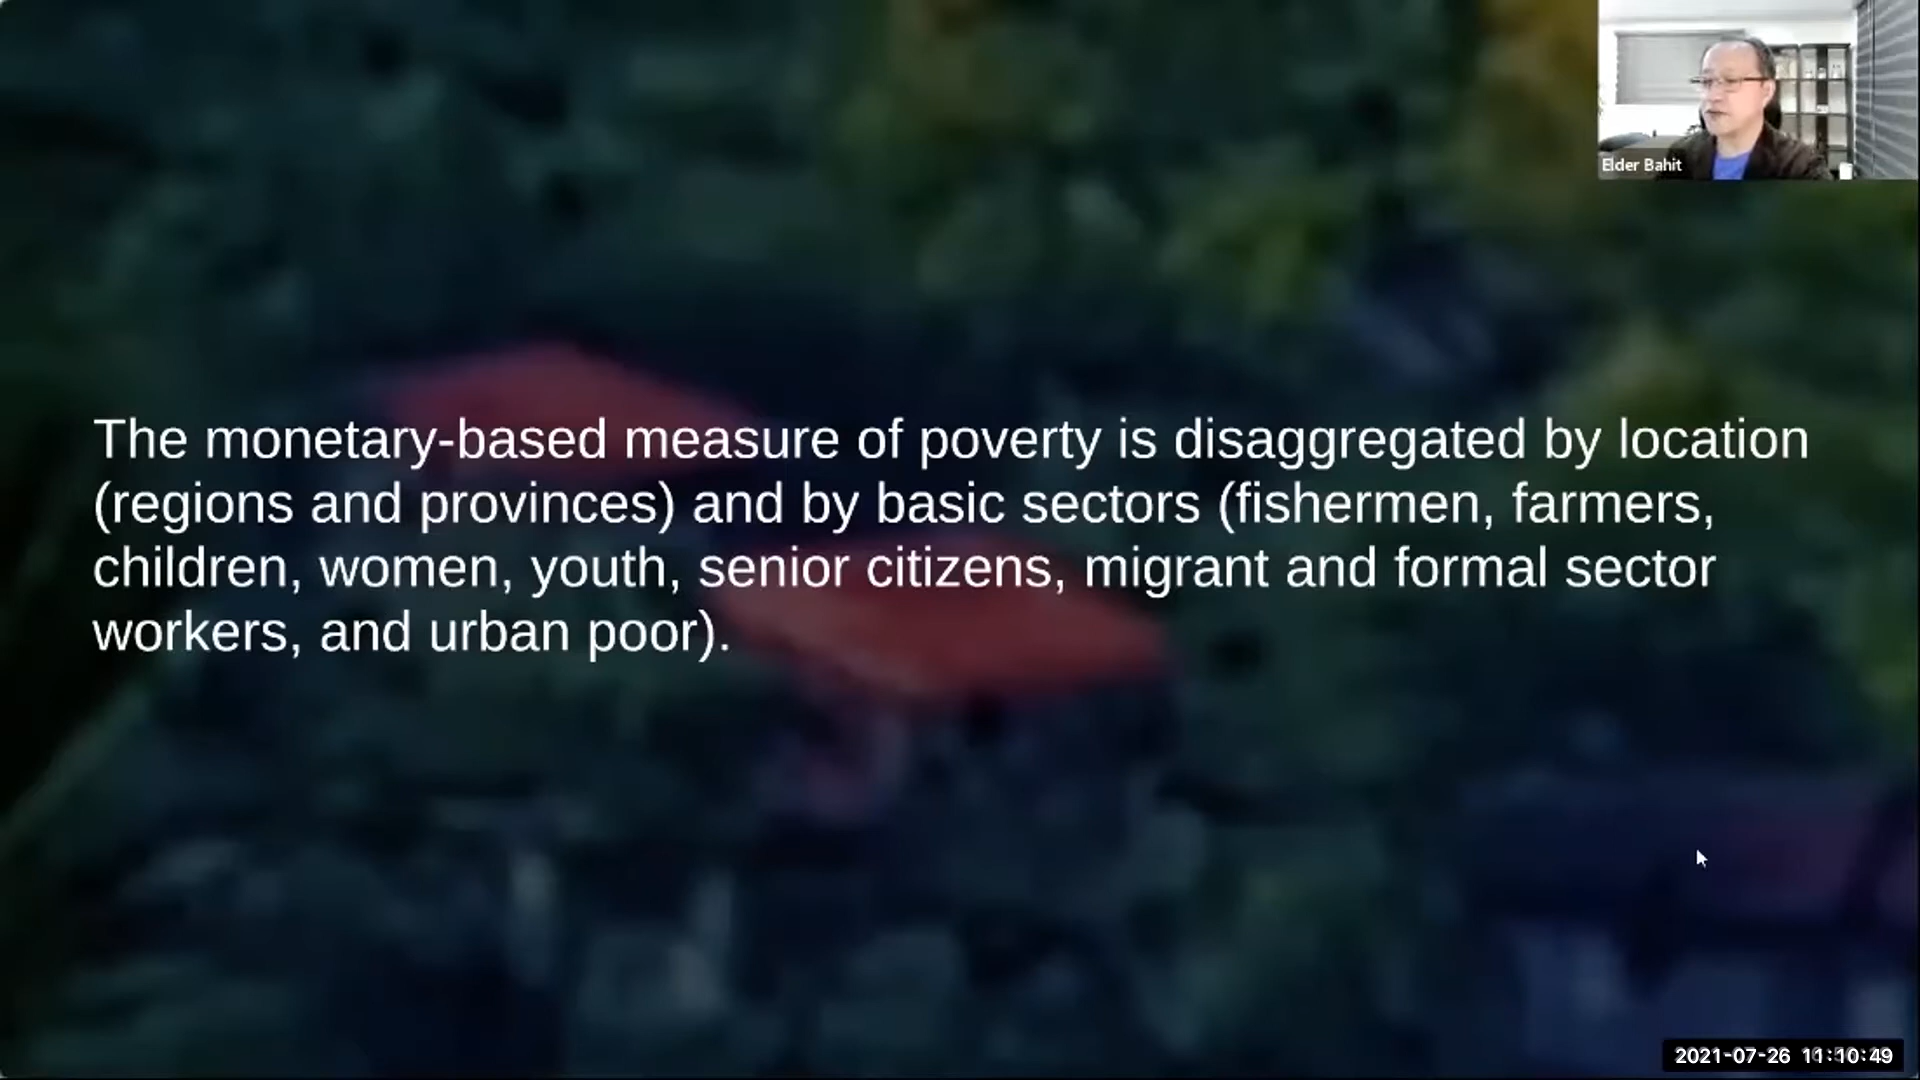 Elder Bahit
The monetary-based measure of poverty is disaggregated by location
(regions and provinces) and by basic sectors (fishermen, farmers,
children, women, youth, senior citizens, migrant and formal sector
workers, and urban poor).
2021-07-26 11:10:49